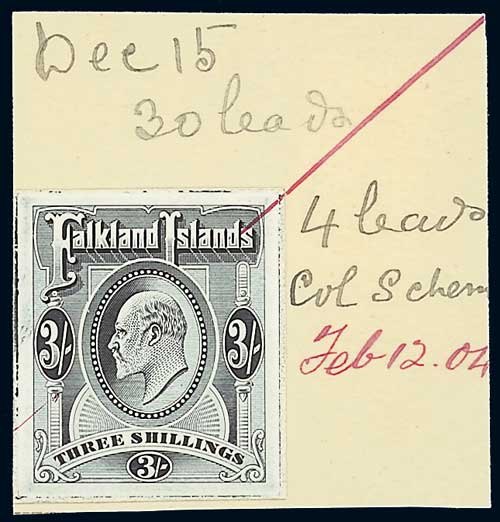 Dec 15
30 leads
4 leads
Col Schem
Feb 12. 04
Falkland Islands
3/-
3/-
THREE SHILLINGS
3/-